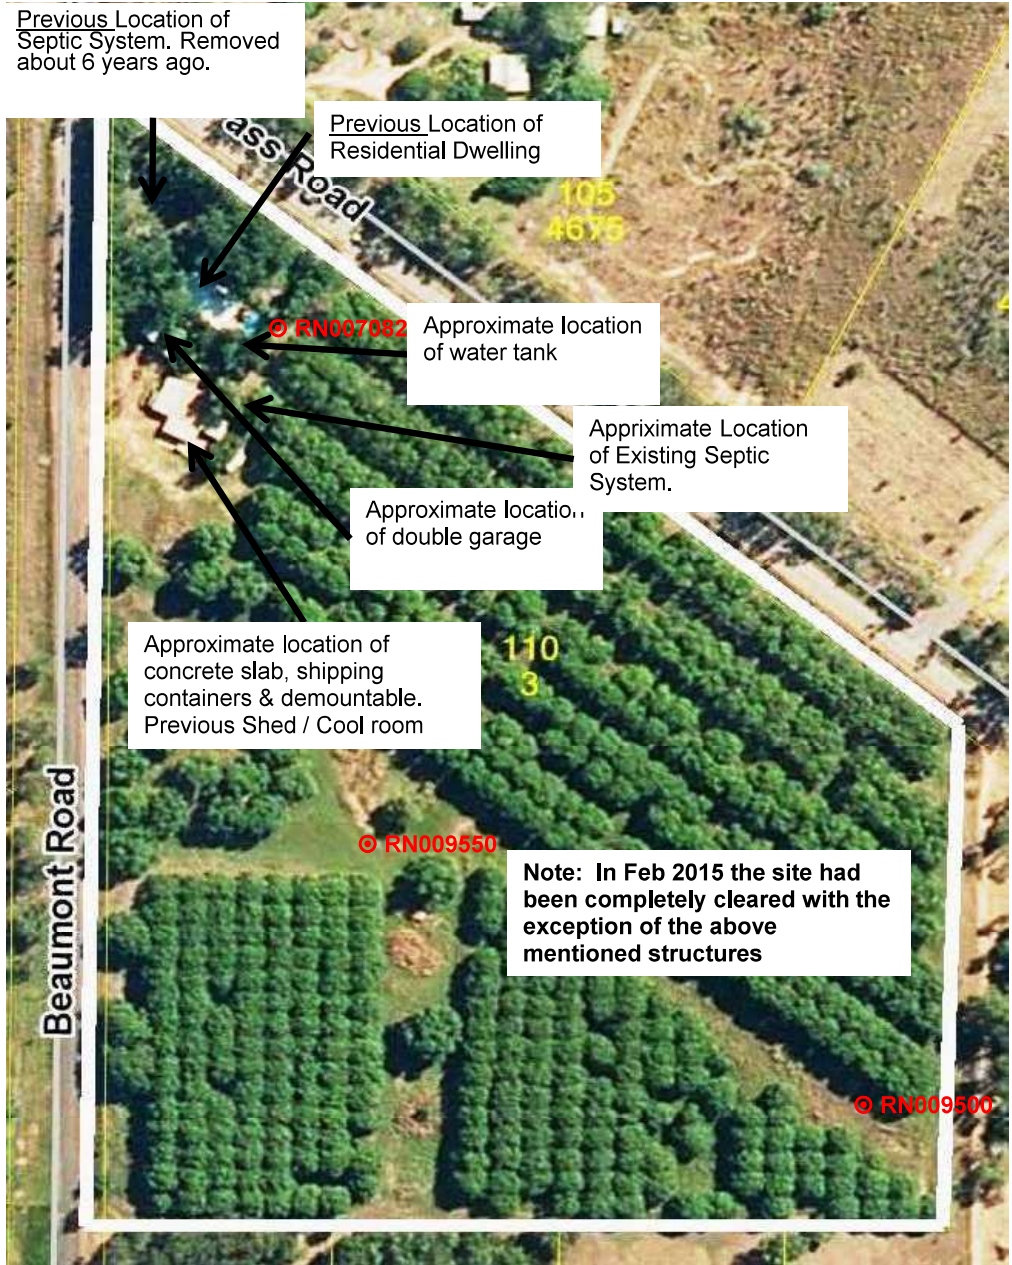 Previous Location of
Septic System. Removed
about 6 years ago.
Previous Location of
Residential Dwelling
ass Road
105
4675
RN007082
Approximate location
of water tank
Appriximate Location
of Existing Septic
System.
Approximate location
of double garage
Approximate location of
concrete slab, shipping
containers & demountable.
Previous Shed / Cool room
110
3
Beaumont Road
RN009550
Note: In Feb 2015 the site had
been completely cleared with the
exception of the above
mentioned structures
RN009500